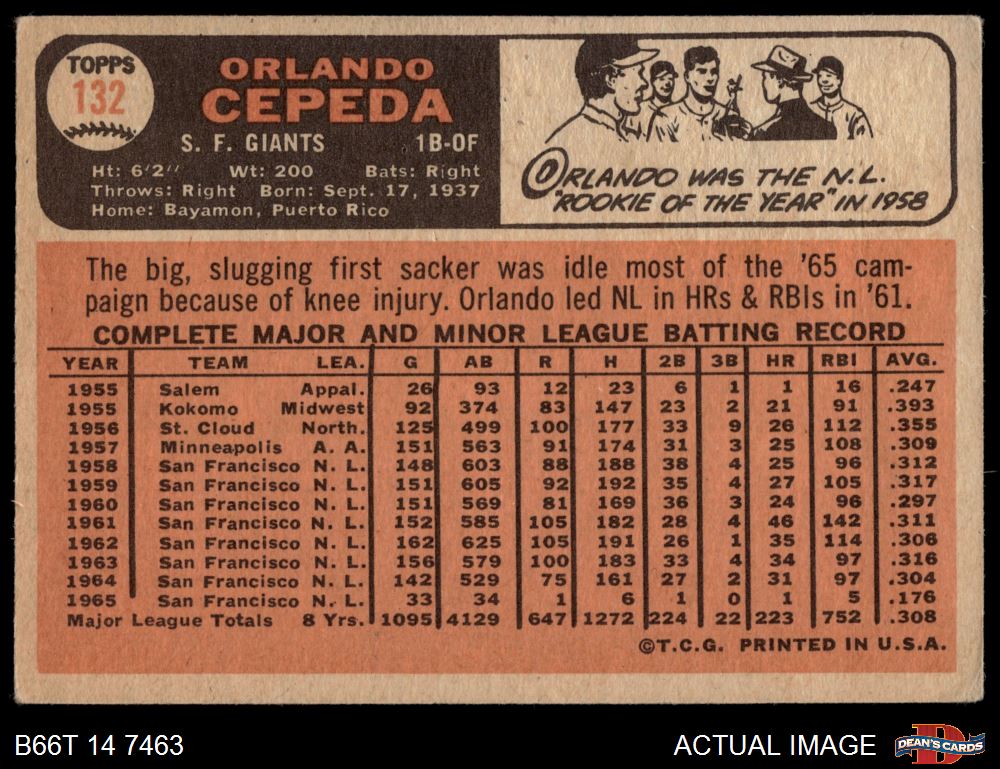 TOPPS
132
ORLANDO
CEPEDA
S. F. GIANTS 1B-OF
Ht: 6'2" Wt: 200 Bats: Right
Throws: Right Born: Sept. 17, 1937
Home: Bayamon, Puerto Rico
ORLANDO WAS THE N.L.
"ROOKIE OF THE YEAR" IN 1958
The big, slugging first sacker was idle most of the '65 cam-
paign because of knee injury. Orlando led NL in HRs & RBIs in '61.
COMPLETE MAJOR AND MINOR LEAGUE BATTING RECORD
YEAR TEAM LEA. G AB R H 2B 3B HR RBI AVG.
1955 Salem Appal. 26 93 12 23 6 1 1 16 .247
1955 Kokomo Midwest 92 374 83 147 23 2 21 91 .393
1956 St. Cloud North. 125 499 100 177 33 9 26 112 .355
1957 Minneapolis A. A. 151 563 91 174 31 3 25 108 .309
1958 San Francisco N. L. 148 603 88 188 38 4 25 96 .312
1959 San Francisco N. L. 151 605 92 192 35 4 27 105 .317
1960 San Francisco N. L. 151 569 81 169 36 3 24 96 .297
1961 San Francisco N. L. 152 585 105 182 28 4 46 142 .311
1962 San Francisco N. L. 162 625 105 191 26 1 35 114 .306
1963 San Francisco N. L. 156 579 100 183 33 4 34 97 .316
1964 San Francisco N. L. 142 529 75 161 27 2 31 97 .304
1965 San Francisco N. L. 33 34 1 6 1 0 1 5 .176
Major League Totals 8 Yrs. 1095 4129 647 1272 224 22 223 752 .308
©T.C.G. PRINTED IN U.S.A.
B66T 14 7463
ACTUAL IMAGE
D
DEAN'S CARDS